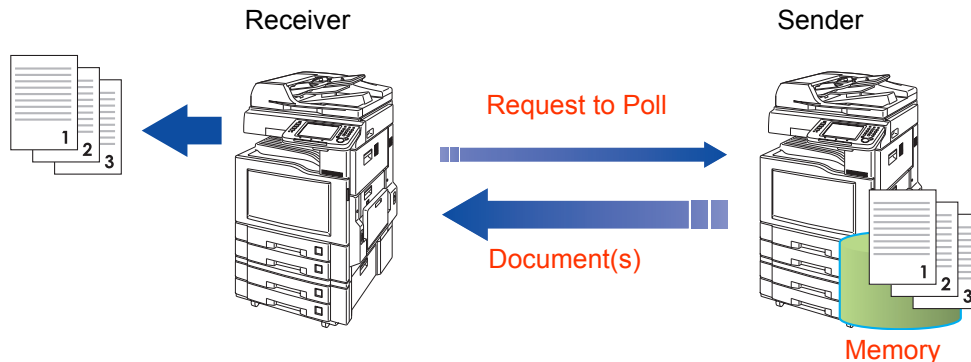 Receiver
Sender
1
2
3
Request to Poll
Document(s)
1
2
3
Memory